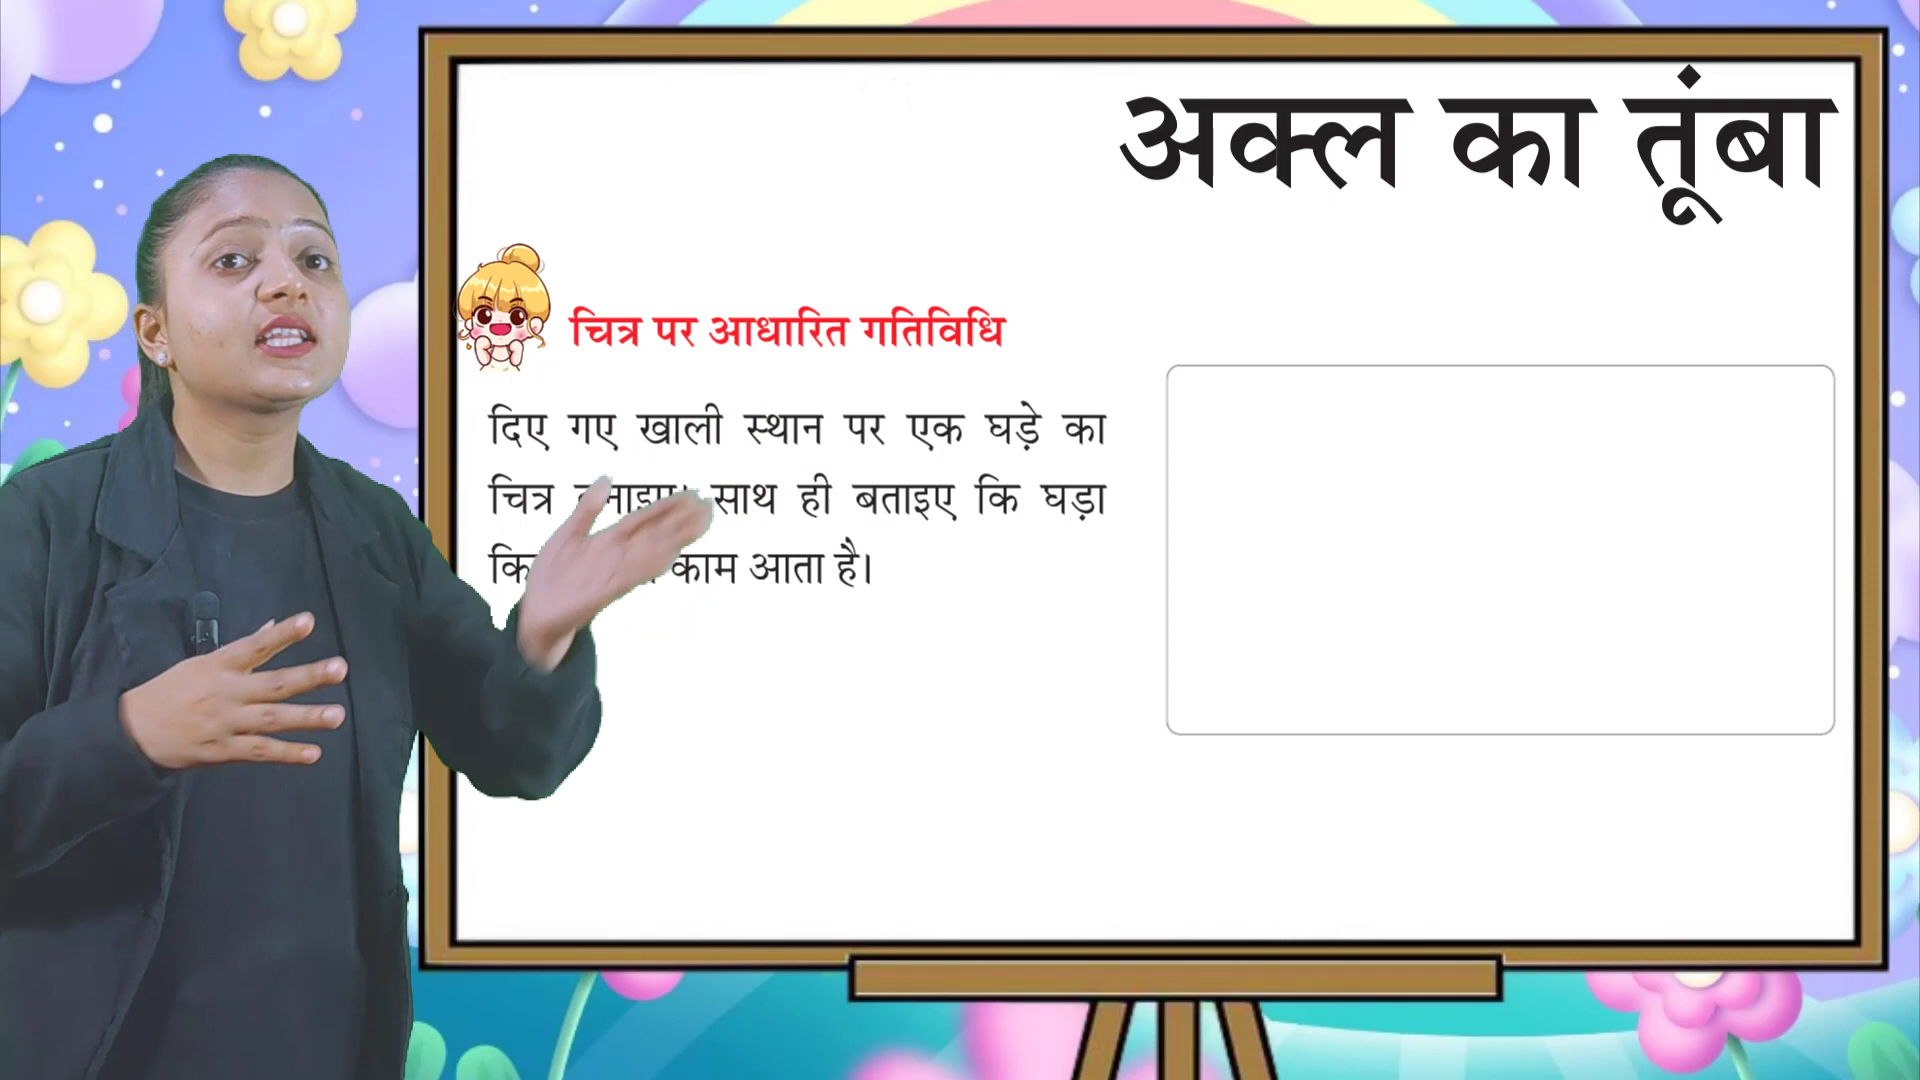 अक्ल का तूंबा
चित्र पर आधारित गतिविधि
दिए गए खाली स्थान पर एक घड़े का
चित्र साथ ही बताइए कि घड़ा
काम आता है।